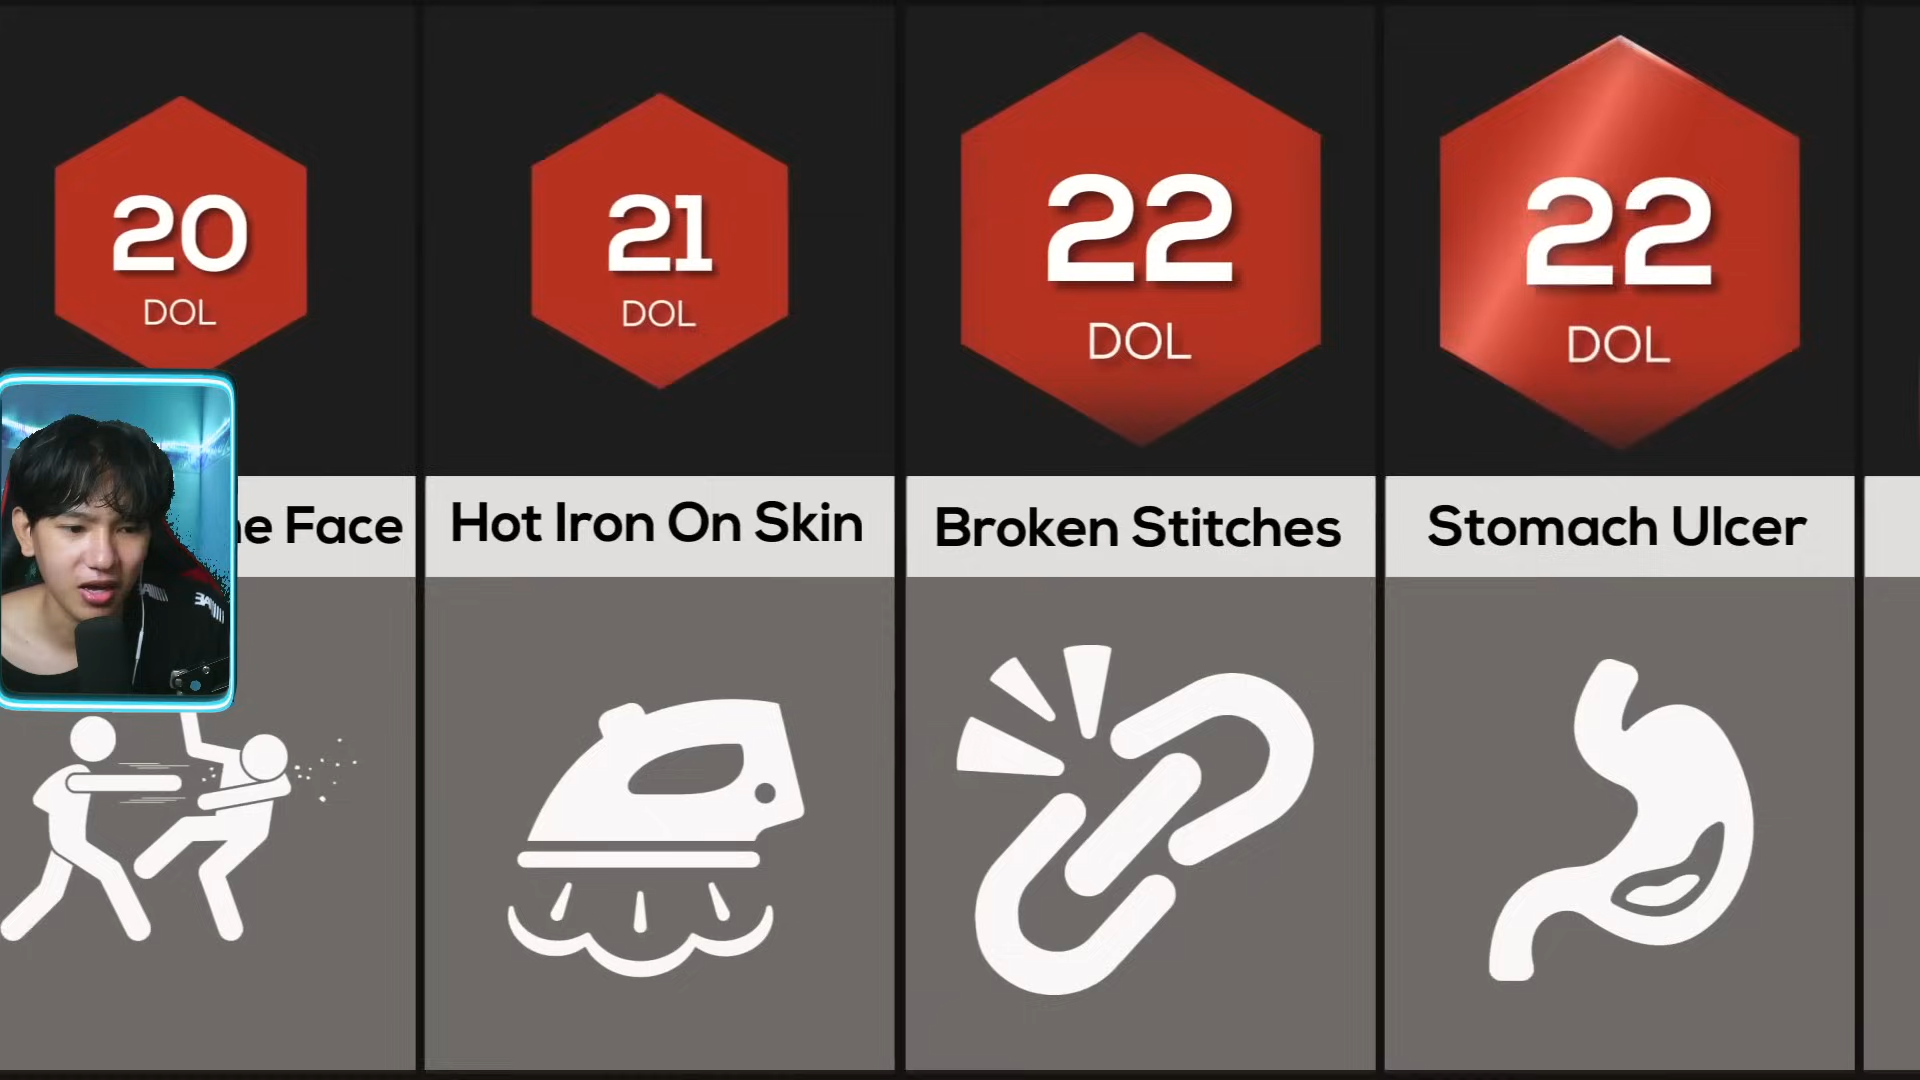 20
DOL
21
DOL
22
DOL
22
DOL
Face
Hot Iron On Skin
Broken Stitches
Stomach Ulcer